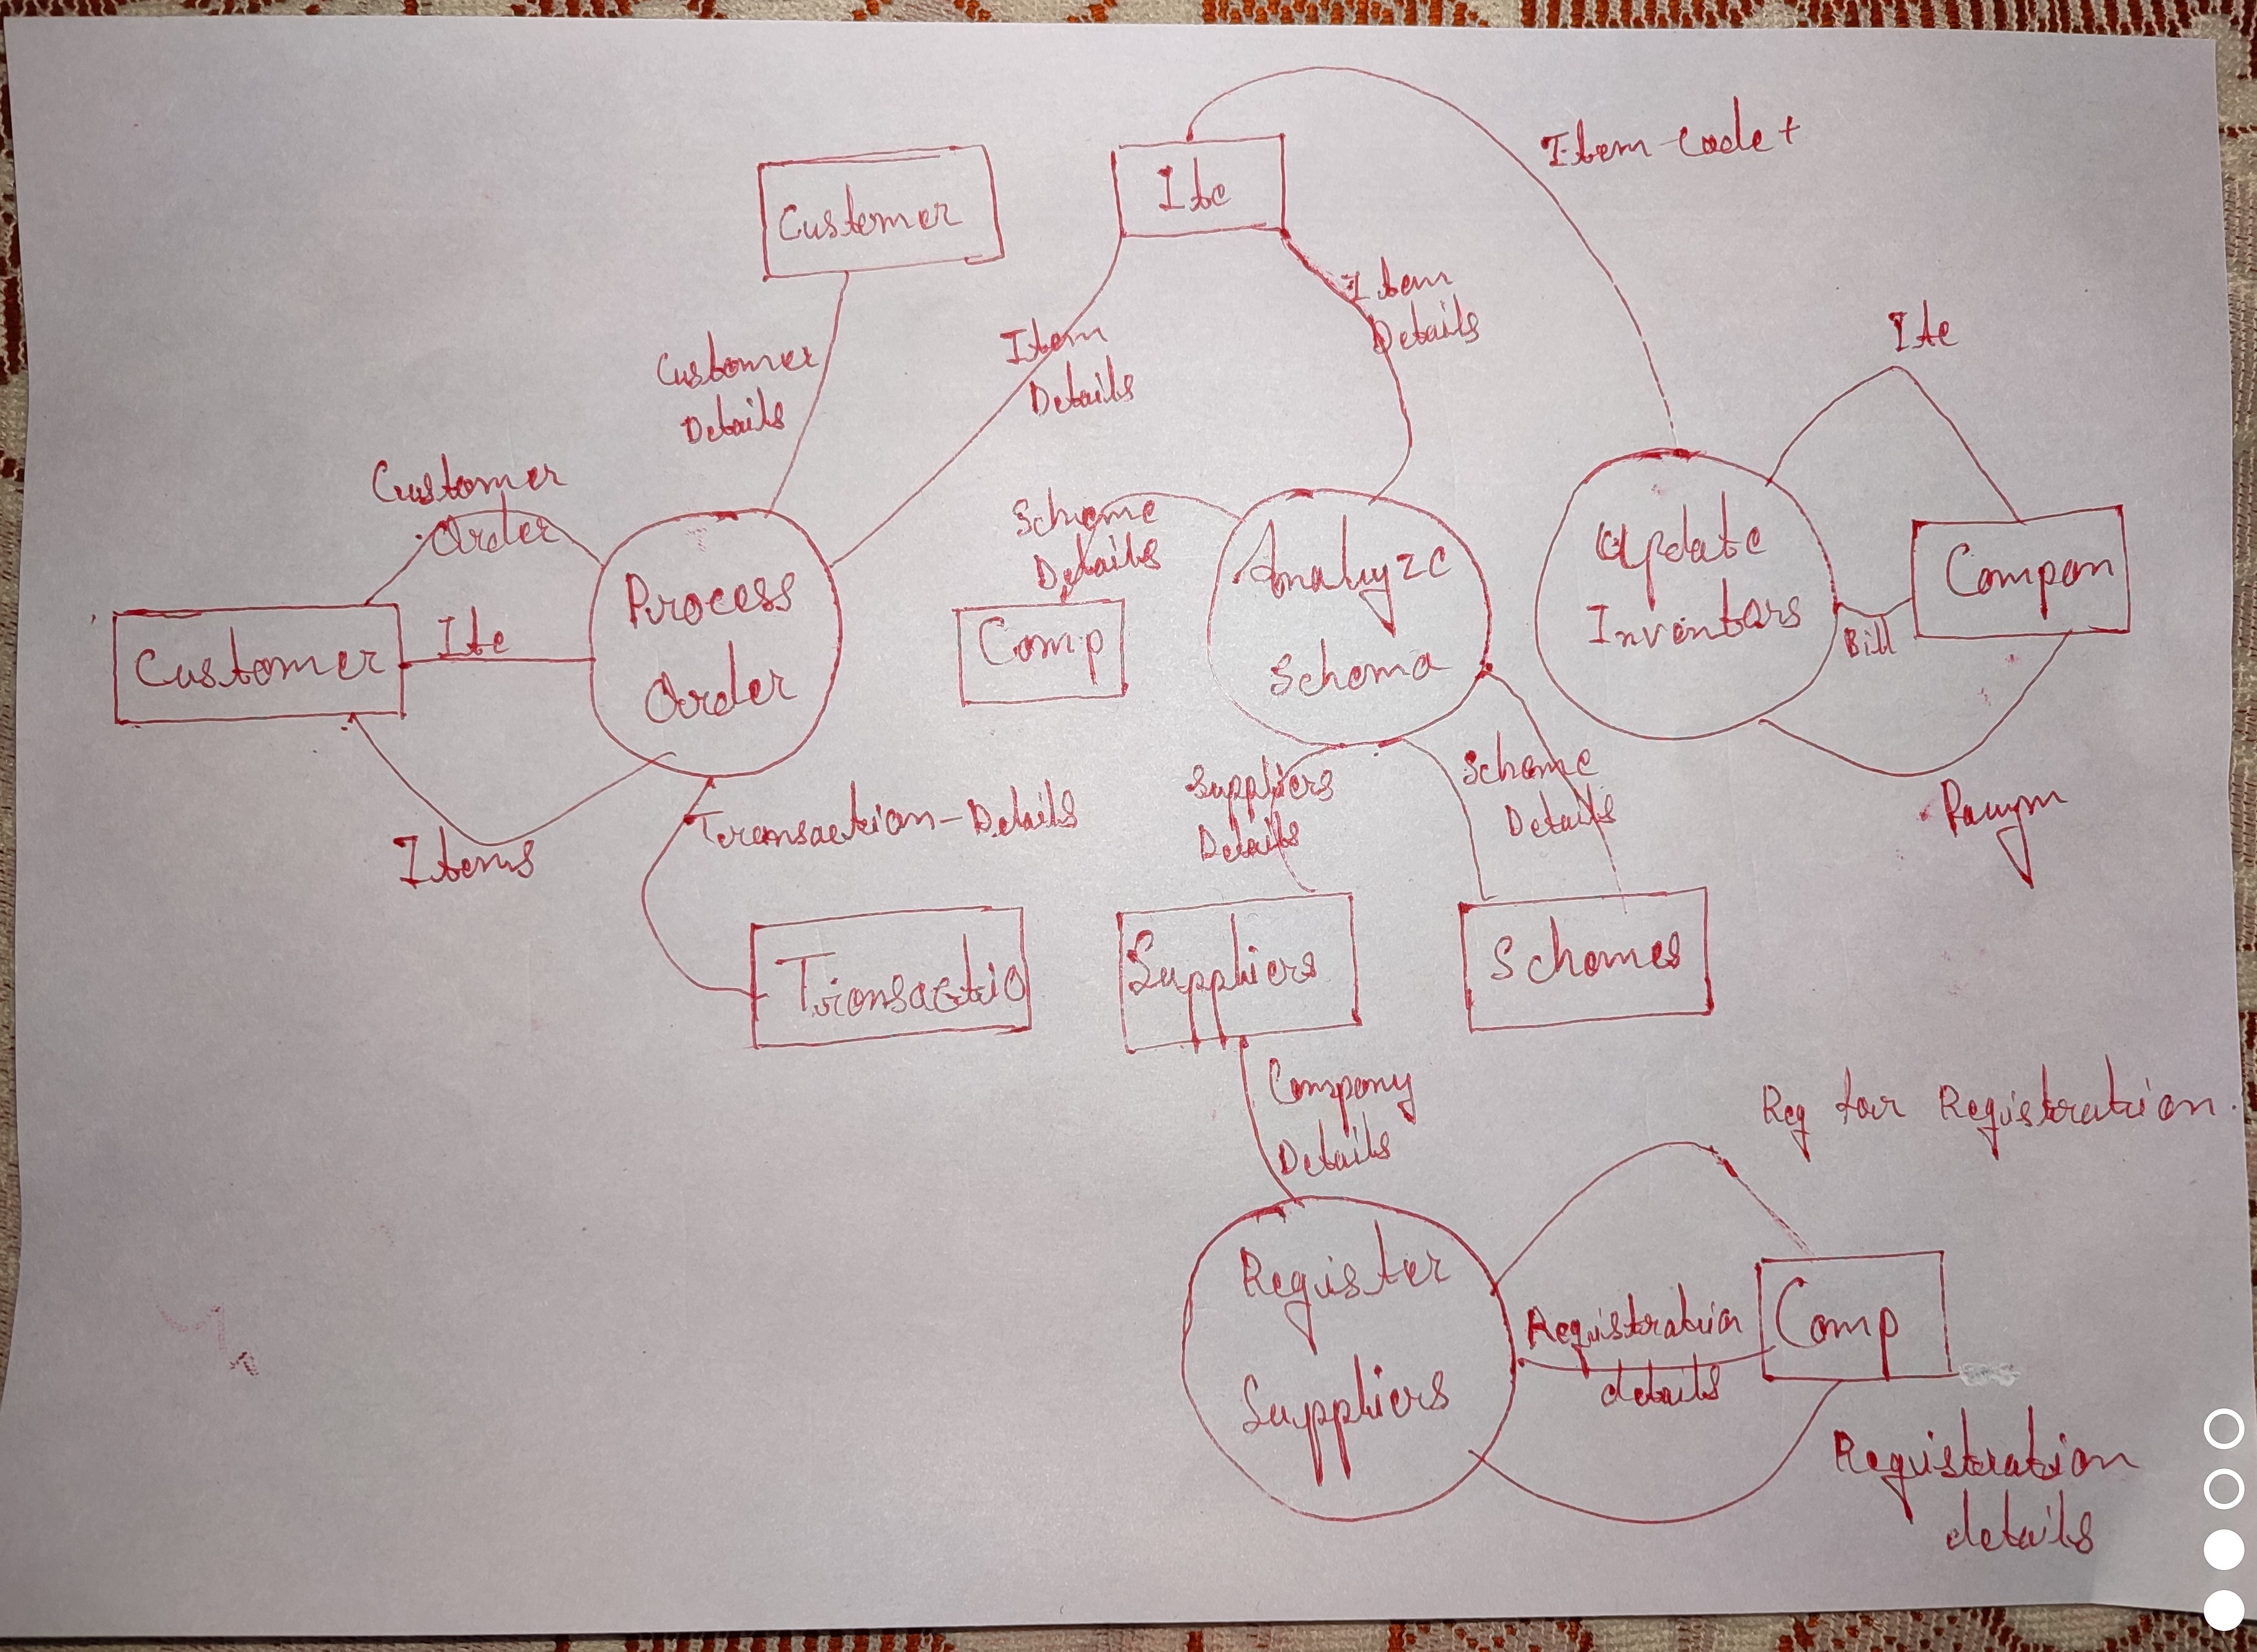 Item-code+
Customer
Ite
Item
Details
Ite
Customer
Details
Item
Details
Customer
Order
Scheme
Details
Process
Order
Analyze
Schema
Update
Inventors
Compon
Customer
Ite
Comp
Bill
Items
Transaction-Details
Suppliers
Details
Scheme
Details
Paym
Transactio
Suppliers
Schemes
Company
Details
Reg for Registration.
Register
Suppliers
Registration
details
Comp
Registration
details